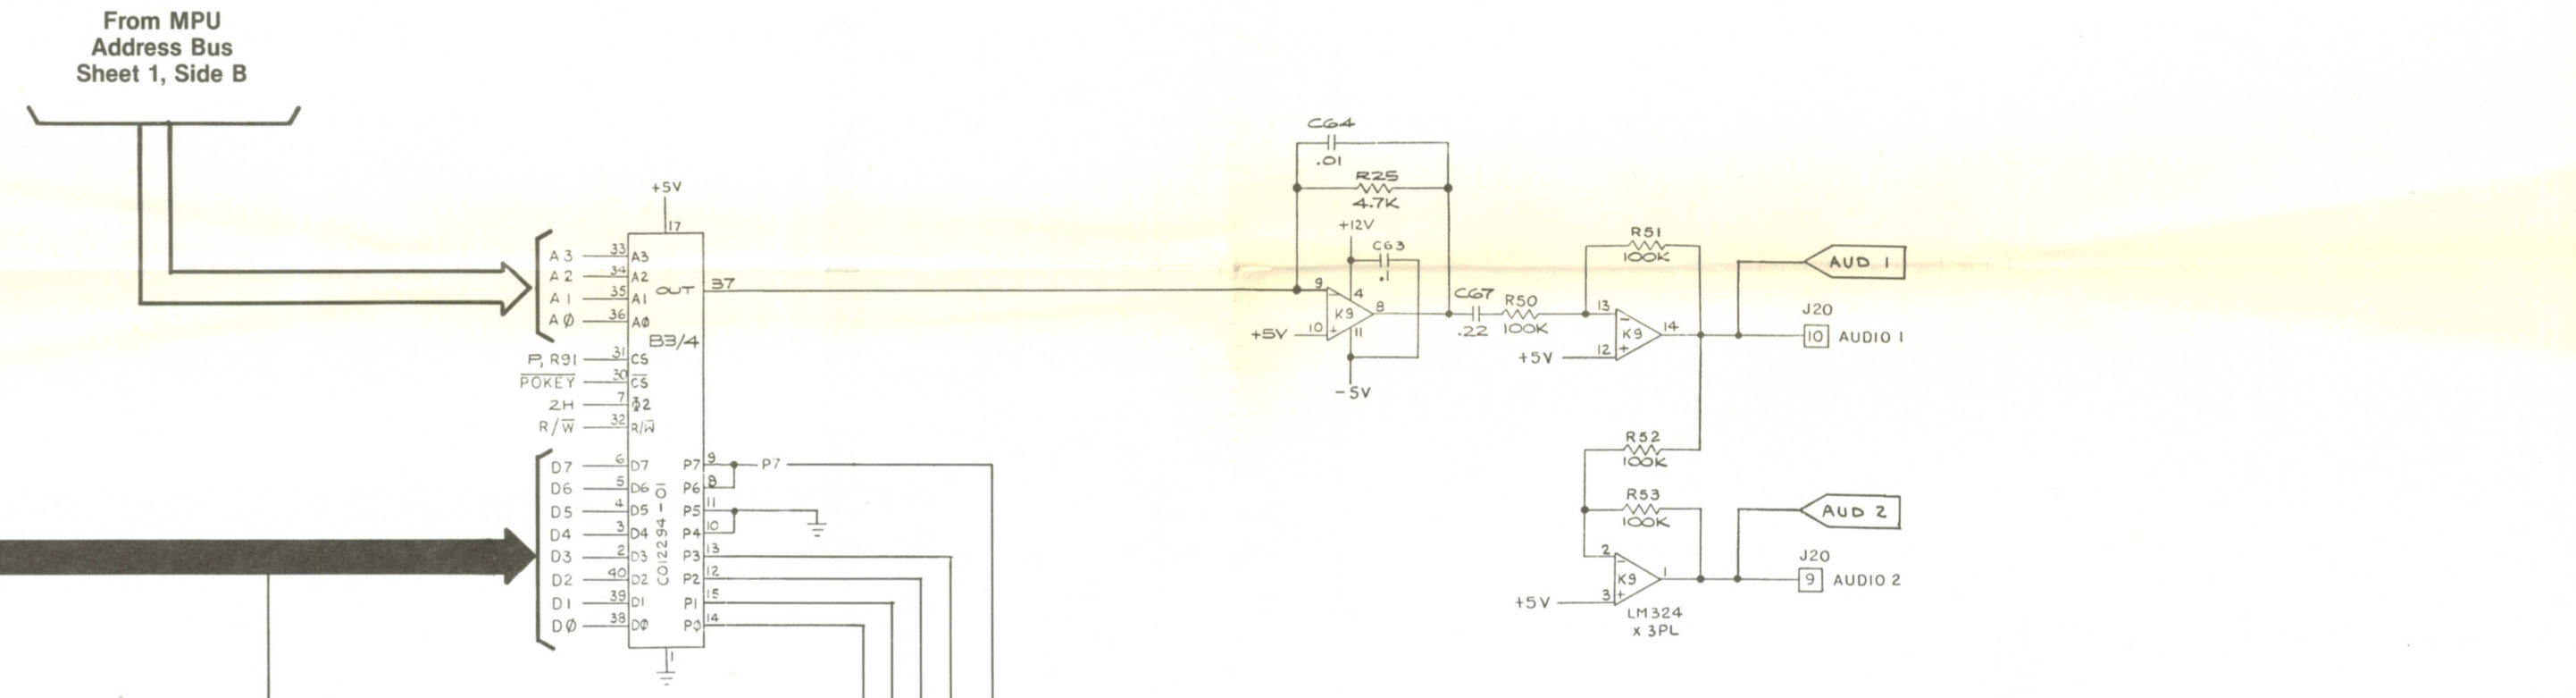 From MPU
Address Bus
Sheet 1, Side B
+5V
17
A3 33 A3
A2 34 A2
A1 35 A1
AØ 36 AØ
OUT 37
B3/4
P, R91 31 CS
POKEY 30 CS
2H 7 Φ2
R/W 32 R/W
D7 6 D7
D6 5 D6
D5 4 D5
D4 3 D4
D3 2 D3
D2 40 D2
D1 39 D1
DØ 38 DØ
CO12294-O1
P7 9 P7
P6 8
P5 11
P4 10
P3 13
P2 12
P1 15
PØ 14
1
C64
.01
R25
4.7K
+12V
C63
.1
9
4
K9 8
+5V 10
11
-5V
C67
.22
R50
100K
R51
100K
13
K9 14
+5V 12
AUD 1
J20
10 AUDIO 1
R52
100K
R53
100K
2
K9 1
+5V 3
LM324
x 3PL
AUD 2
J20
9 AUDIO 2